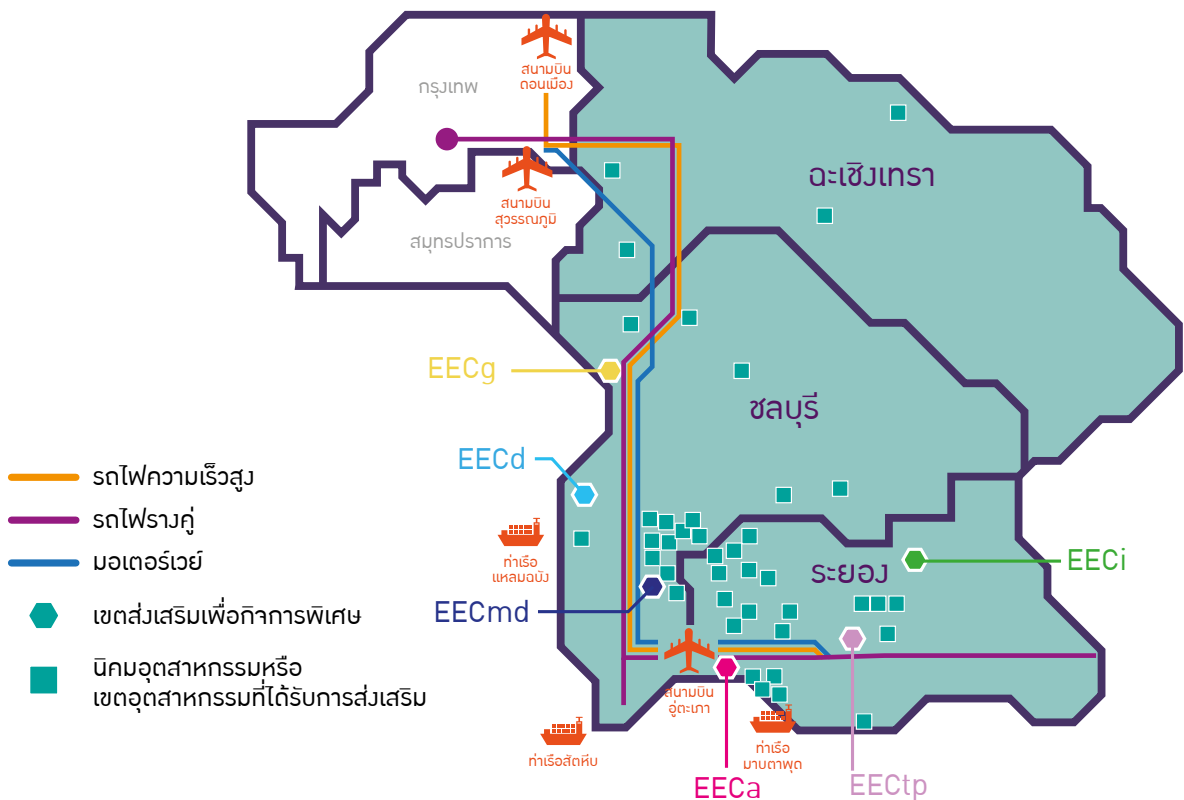 สนามบิน
ดอนเมือง
กรุงเทพ
ฉะเชิงเทรา
สนามบิน
สุวรรณภูมิ
สมุทรปราการ
EECg
ชลบุรี
EECd
รถไฟความเร็วสูง
รถไฟรางคู่
มอเตอร์เวย์
เขตส่งเสริมเพื่อกิจการพิเศษ
นิคมอุตสาหกรรมหรือ
เขตอุตสาหกรรมที่ได้รับการส่งเสริม
ท่าเรือ
แหลมฉบัง
EECmd
ระยอง
EECi
สนามบิน
อู่ตะเภา
ท่าเรือสัตหีบ
ท่าเรือ
มาบตาพุด
EECa
EECtp